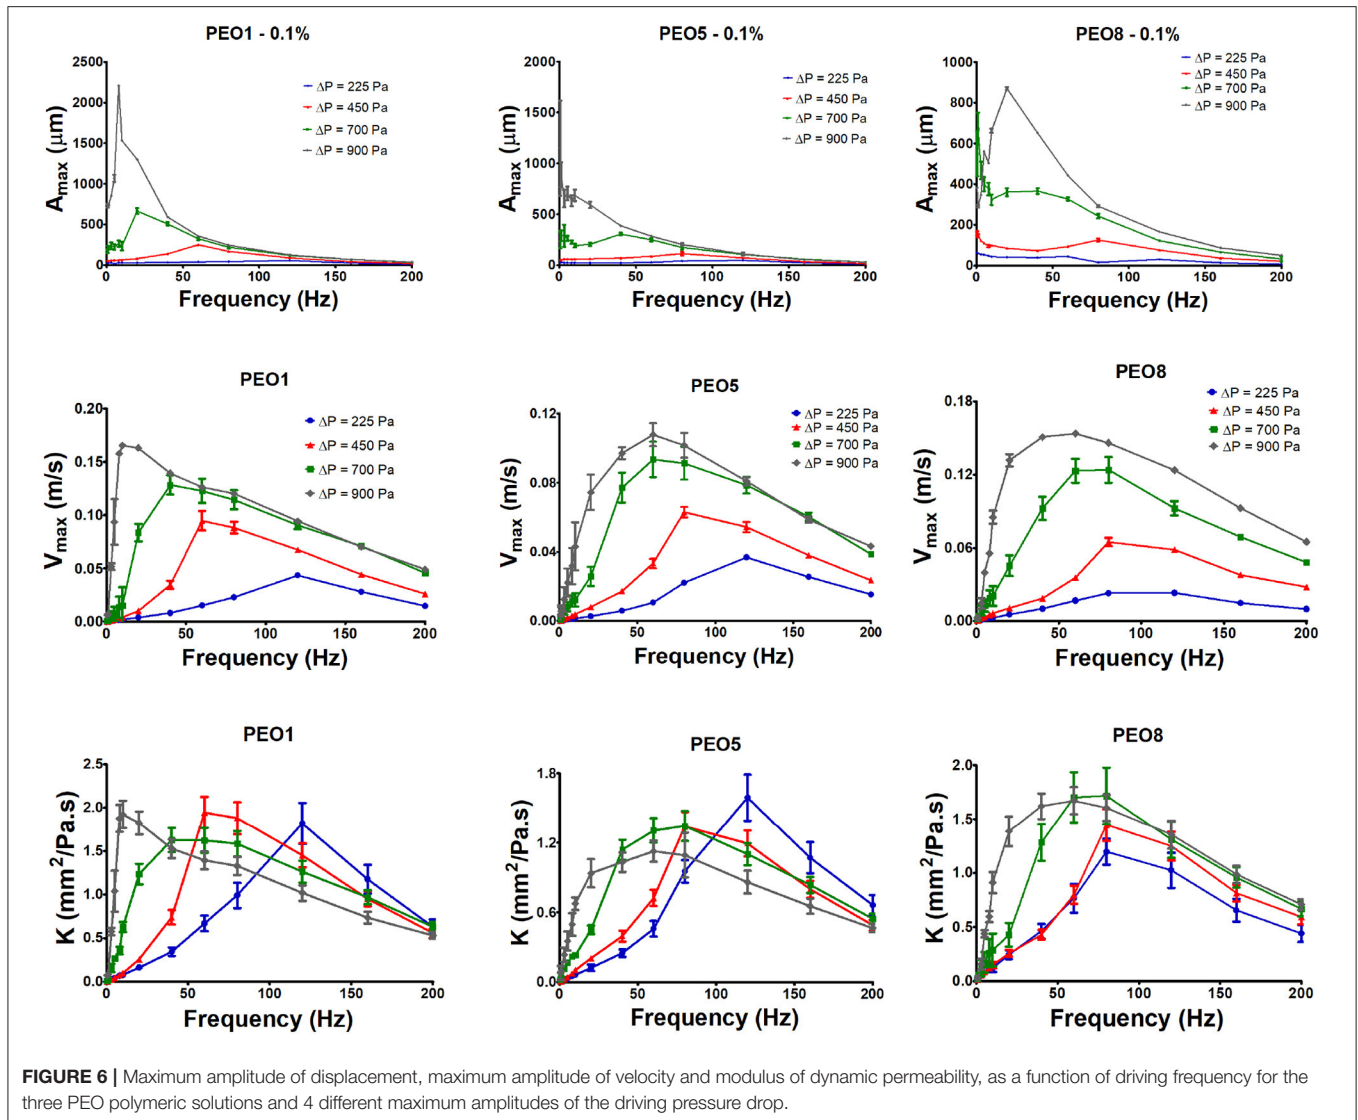 PEO1 - 0.1%
A max (μm)
2500
2000
1500
1000
500
0
0
50
100
150
200
Frequency (Hz)
ΔP = 225 Pa
ΔP = 450 Pa
ΔP = 700 Pa
ΔP = 900 Pa
PEO5 - 0.1%
A max (μm)
2000
1500
1000
500
0
0
50
100
150
200
Frequency (Hz)
ΔP = 225 Pa
ΔP = 450 Pa
ΔP = 700 Pa
ΔP = 900 Pa
PEO8 - 0.1%
A max (μm)
1000
800
600
400
200
0
0
50
100
150
200
Frequency (Hz)
ΔP = 225 Pa
ΔP = 450 Pa
ΔP = 700 Pa
ΔP = 900 Pa
PEO1
V max (m/s)
0.20
0.15
0.10
0.05
0.00
0
50
100
150
200
Frequency (Hz)
ΔP = 225 Pa
ΔP = 450 Pa
ΔP = 700 Pa
ΔP = 900 Pa
PEO5
V max (m/s)
0.12
0.08
0.04
0.00
0
50
100
150
200
Frequency (Hz)
ΔP = 225 Pa
ΔP = 450 Pa
ΔP = 700 Pa
ΔP = 900 Pa
PEO8
V max (m/s)
0.18
0.12
0.06
0.00
0
50
100
150
200
Frequency (Hz)
ΔP = 225 Pa
ΔP = 450 Pa
ΔP = 700 Pa
ΔP = 900 Pa
PEO1
K (mm²/Pa.s)
2.5
2.0
1.5
1.0
0.5
0.0
0
50
100
150
200
Frequency (Hz)
PEO5
K (mm²/Pa.s)
1.8
1.2
0.6
0.0
0
50
100
150
200
Frequency (Hz)
PEO8
K (mm²/Pa.s)
2.0
1.5
1.0
0.5
0.0
0
50
100
150
200
Frequency (Hz)
FIGURE 6 | Maximum amplitude of displacement, maximum amplitude of velocity and modulus of dynamic permeability, as a function of driving frequency for the
three PEO polymeric solutions and 4 different maximum amplitudes of the driving pressure drop.